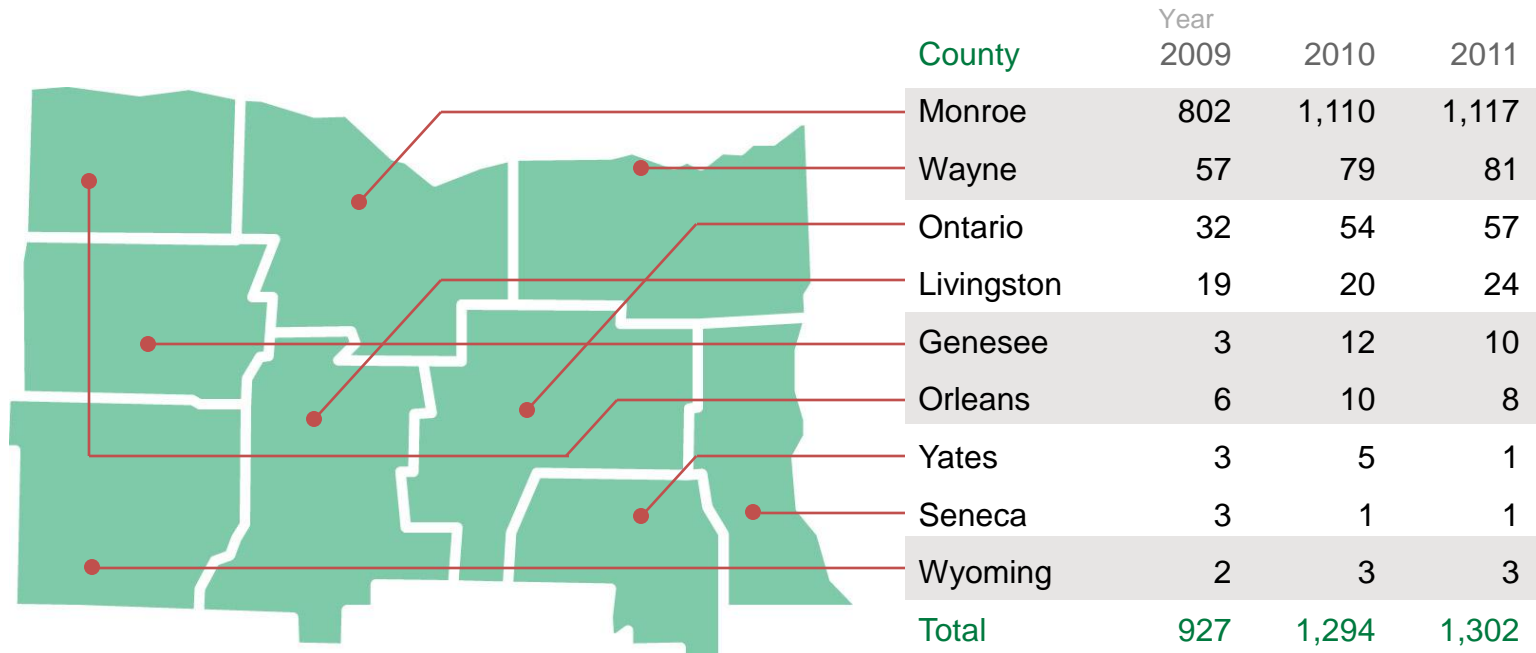 Year
County 2009 2010 2011
Monroe 802 1,110 1,117
Wayne 57 79 81
Ontario 32 54 57
Livingston 19 20 24
Genesee 3 12 10
Orleans 6 10 8
Yates 3 5 1
Seneca 3 1 1
Wyoming 2 3 3
Total 927 1,294 1,302